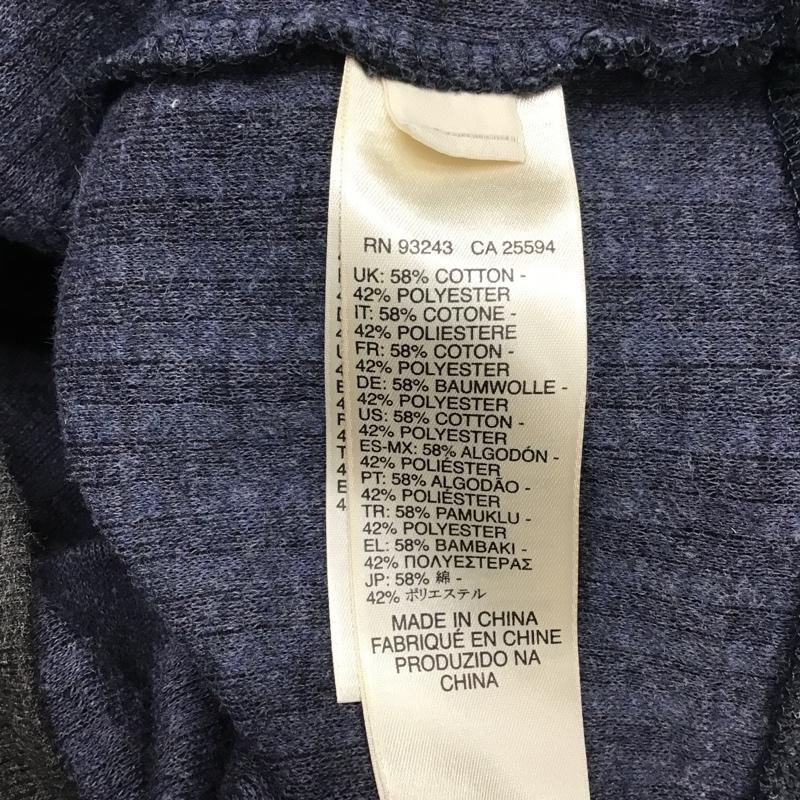 RN 93243 CA 25594
UK: 58% COTTON -
42% POLYESTER
IT: 58% COTONE -
42% POLIESTERE
FR: 58% COTON -
42% POLYESTER
DE: 58% BAUMWOLLE -
42% POLYESTER
US: 58% COTTON -
42% POLYESTER
ES-MX: 58% ALGODÓN -
42% POLIÉSTER
PT: 58% ALGODÃO -
42% POLIÉSTER
TR: 58% PAMUKLU -
42% POLYESTER
EL: 58% ΒΑΜΒΑΚΙ -
42% ΠΟΛΥΕΣΤΕΡΑΣ
JP: 58% 綿 -
42% ポリエステル
MADE IN CHINA
FABRIQUÉ EN CHINE
PRODUZIDO NA
CHINA